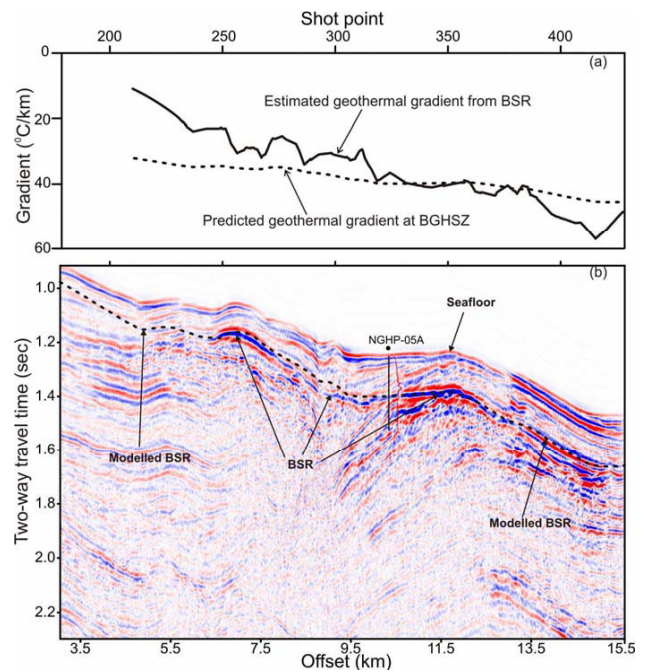 Shot point
210 250 300 350 400
(a)
0
20
40
60
Gradient (⁰C/km)
Estimated geothermal gradient from BSR
Predicted geothermal gradient at BGHSZ
(b)
1.0
1.2
1.4
1.6
1.8
2.0
2.2
Two-way travel time (sec)
Seafloor
NGHP-05A
Modelled BSR
BSR
Modelled BSR
3.5 5.5 7.5 9.5 11.5 13.5 15.5
Offset (km)